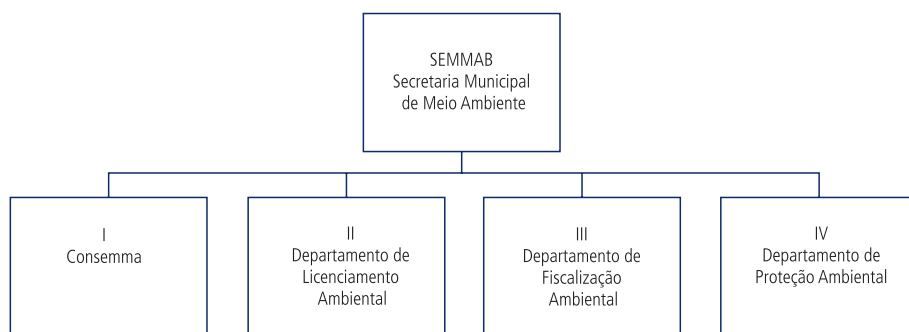 SEMMAB
Secretaria Municipal
de Meio Ambiente
I
Consemma
II
Departamento de
Licenciamento
Ambiental
III
Departamento de
Fiscalização
Ambiental
IV
Departamento de
Proteção Ambiental